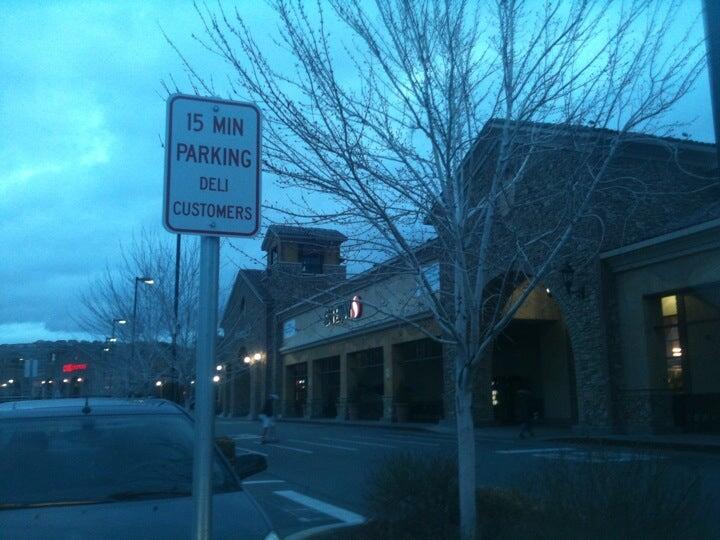 15 MIN
PARKING
DELI
CUSTOMERS